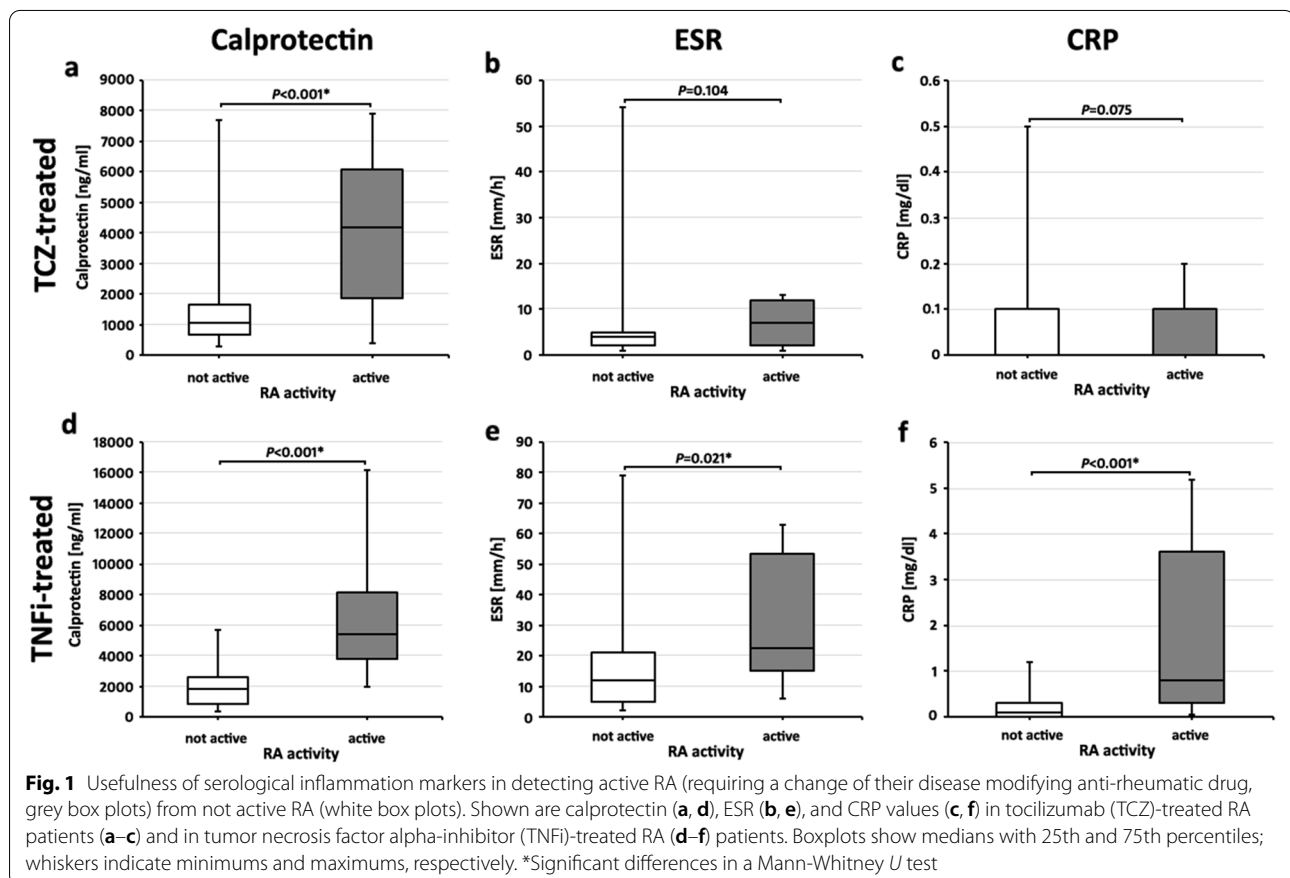 Calprotectin
ESR
CRP
TCZ-treated
a
Calprotectin [ng/ml]
9000
8000
7000
6000
5000
4000
3000
2000
1000
0
P<0.001*
not active
active
RA activity
b
ESR [mm/h]
60
50
40
30
20
10
0
P=0.104
not active
active
RA activity
c
CRP [mg/dl]
0.6
0.5
0.4
0.3
0.2
0.1
0
P=0.075
not active
active
RA activity
TNFi-treated
d
Calprotectin [ng/ml]
18000
16000
14000
12000
10000
8000
6000
4000
2000
0
P<0.001*
not active
active
RA activity
e
ESR [mm/h]
90
80
70
60
50
40
30
20
10
0
P=0.021*
not active
active
RA activity
f
CRP [mg/dl]
6
5
4
3
2
1
0
P<0.001*
not active
active
RA activity
Fig. 1 Usefulness of serological inflammation markers in detecting active RA (requiring a change of their disease modifying anti-rheumatic drug,
grey box plots) from not active RA (white box plots). Shown are calprotectin (a, d), ESR (b, e), and CRP values (c, f) in tocilizumab (TCZ)-treated RA
patients (a–c) and in tumor necrosis factor alpha-inhibitor (TNFi)-treated RA (d–f) patients. Boxplots show medians with 25th and 75th percentiles;
whiskers indicate minimums and maximums, respectively. *Significant differences in a Mann-Whitney U test